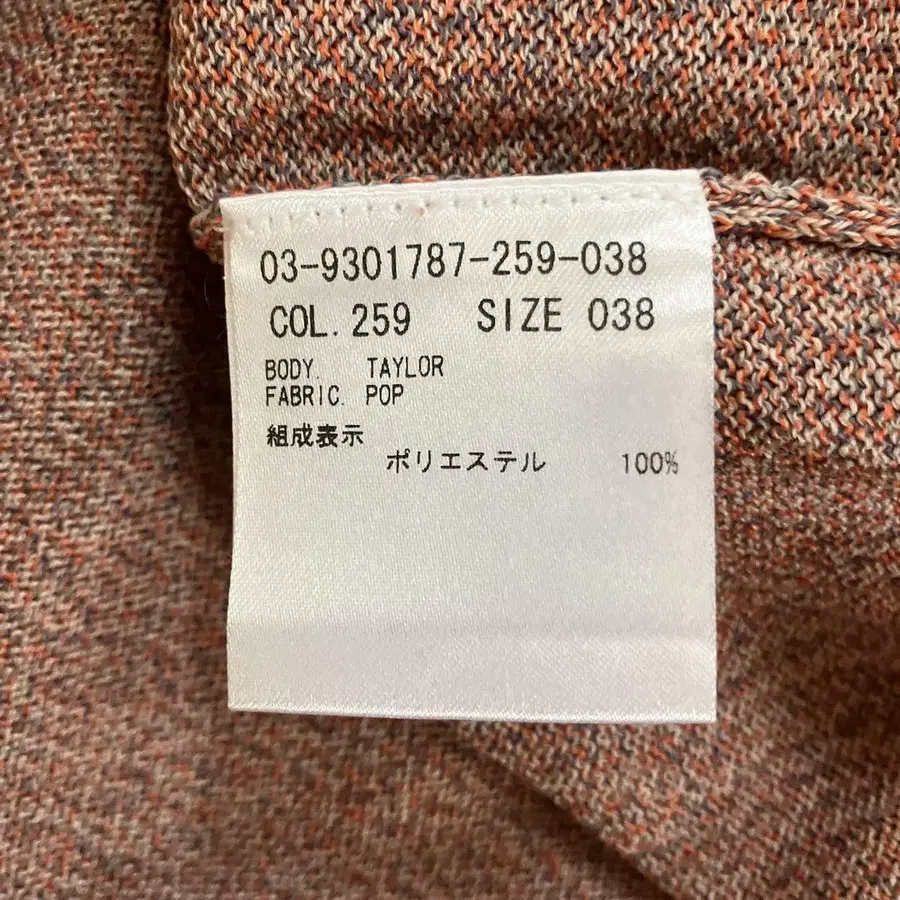 03-9301787-259-038
COL. 259 SIZE 038
BODY. TAYLOR
FABRIC. POP
組成表示
ポリエステル 100%